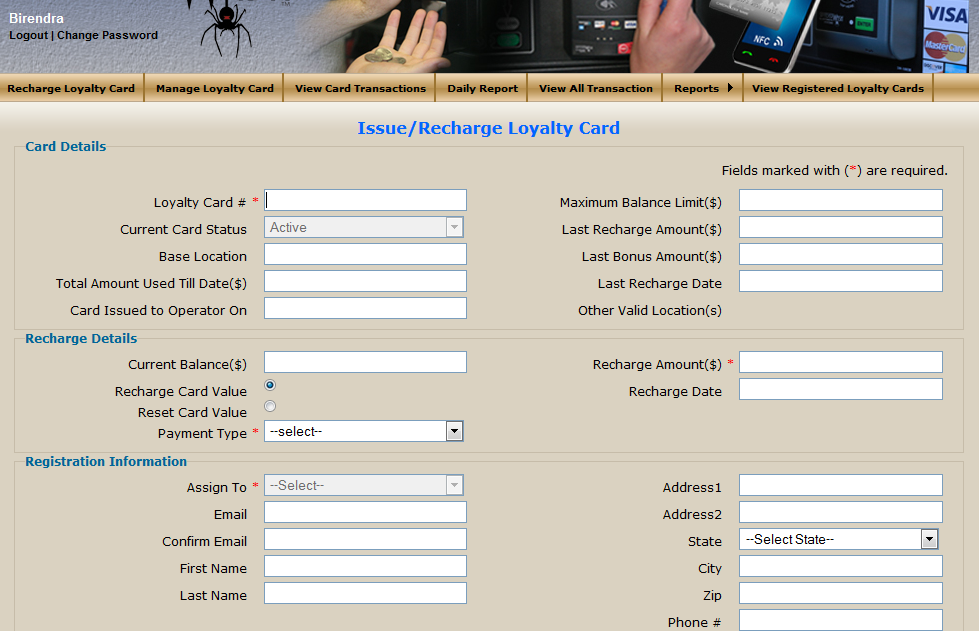 Birendra
Logout | Change Password
TM
NFC
VISA
MasterCard
DISCOVER
Recharge Loyalty Card Manage Loyalty Card View Card Transactions Daily Report View All Transaction Reports View Registered Loyalty Cards
Issue/Recharge Loyalty Card
Card Details
Fields marked with (*) are required.
Loyalty Card # * Maximum Balance Limit($)
Current Card Status Active Last Recharge Amount($)
Base Location Last Bonus Amount($)
Total Amount Used Till Date($) Last Recharge Date
Card Issued to Operator On Other Valid Location(s)
Recharge Details
Current Balance($) Recharge Amount($) *
Recharge Card Value Recharge Date
Reset Card Value
Payment Type * --select--
Registration Information
Assign To * --Select-- Address1
Email Address2
Confirm Email State --Select State--
First Name City
Last Name Zip
Phone #